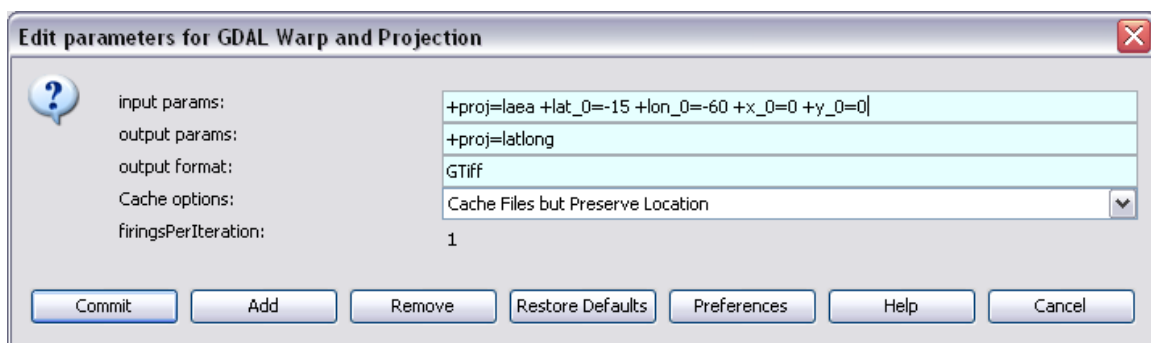 Edit parameters for GDAL Warp and Projection
input params: +proj=laea +lat_0=-15 +lon_0=-60 +x_0=0 +y_0=0
output params: +proj=latlong
output format: GTiff
Cache options: Cache Files but Preserve Location
firingsPerIteration: 1
Commit Add Remove Restore Defaults Preferences Help Cancel